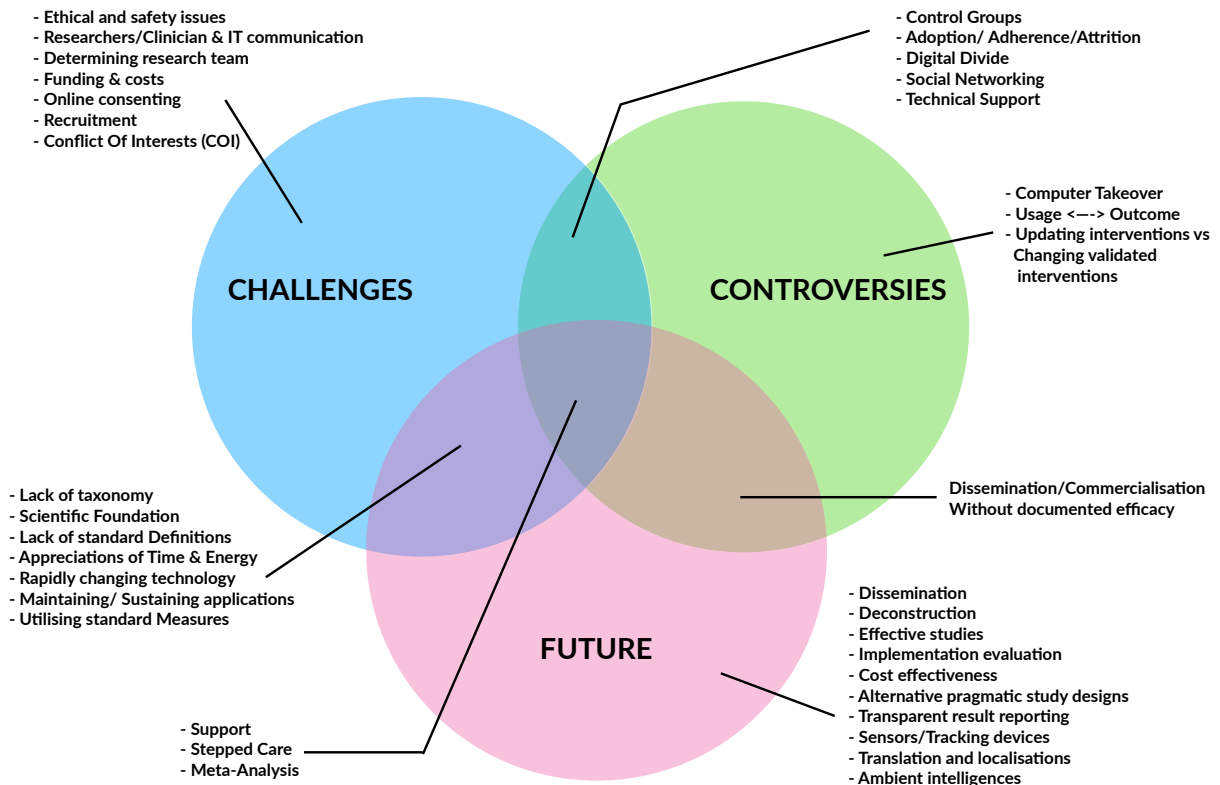 - Ethical and safety issues
- Researchers/Clinician & IT communication
- Determining research team
- Funding & costs
- Online consenting
- Recruitment
- Conflict Of Interests (COI)
- Control Groups
- Adoption/ Adherence/Attrition
- Digital Divide
- Social Networking
- Technical Support
- Computer Takeover
- Usage <—-> Outcome
- Updating interventions vs
Changing validated
interventions
CHALLENGES
CONTROVERSIES
- Lack of taxonomy
- Scientific Foundation
- Lack of standard Definitions
- Appreciations of Time & Energy
- Rapidly changing technology
- Maintaining/ Sustaining applications
- Utilising standard Measures
Dissemination/Commercialisation
Without documented efficacy
FUTURE
- Dissemination
- Deconstruction
- Effective studies
- Implementation evaluation
- Cost effectiveness
- Alternative pragmatic study designs
- Transparent result reporting
- Sensors/Tracking devices
- Translation and localisations
- Ambient intelligences
- Support
- Stepped Care
- Meta-Analysis